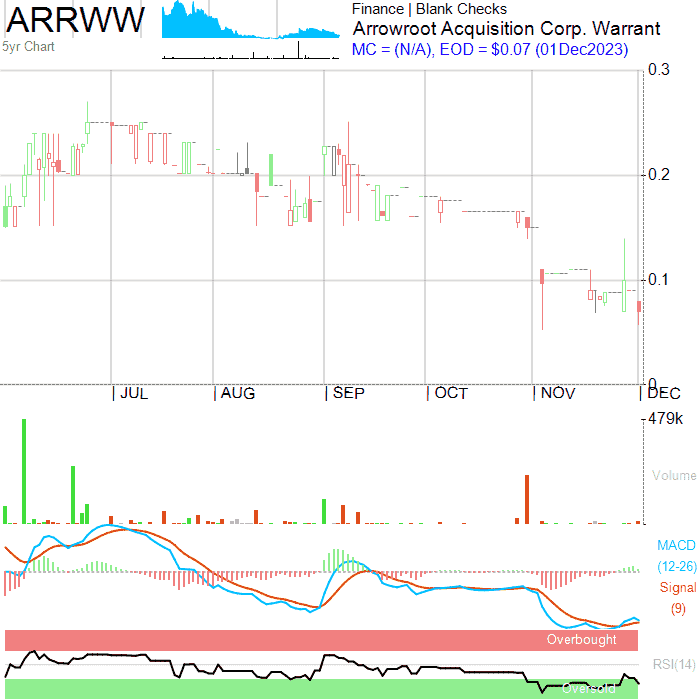 ARRWW
5yr Chart
Finance | Blank Checks
Arrowroot Acquisition Corp. Warrant
MC = (N/A), EOD = $0.07 (01Dec2023)
0.3
0.2
0.1
0
JUL AUG SEP OCT NOV DEC
479k
Volume
MACD
(12-26)
Signal
(9)
Overbought
RSI(14)
Oversold